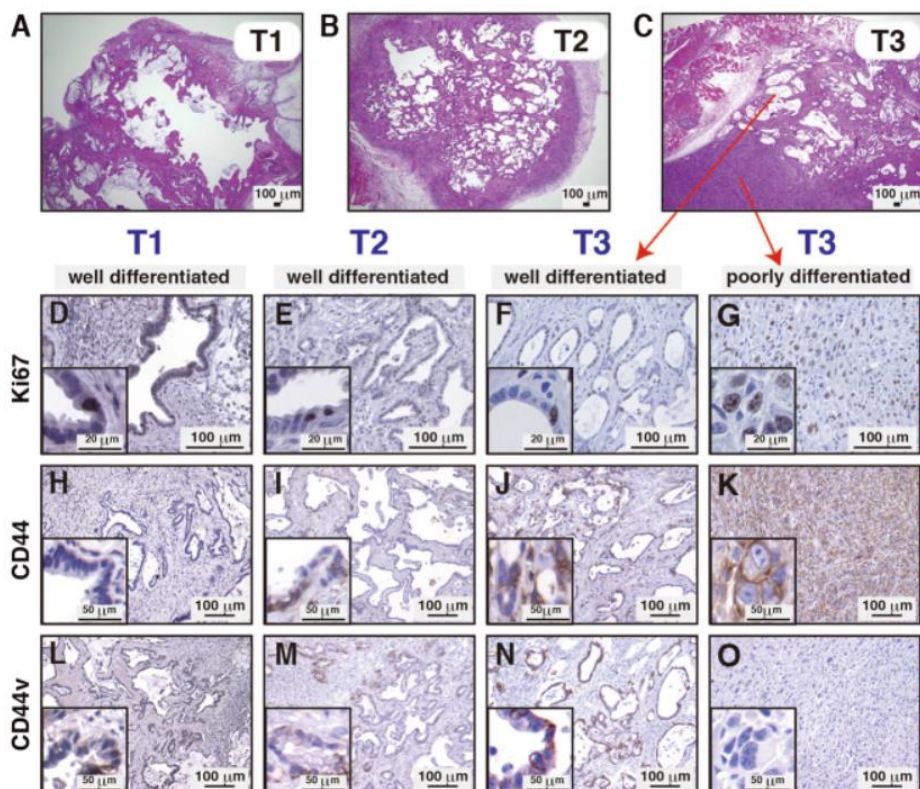 A T1 B T2 C T3
100 μm 100 μm 100 μm
T1 T2 T3 T3
well differentiated well differentiated well differentiated poorly differentiated
Ki67
D E F G
20 μm 100 μm 20 μm 100 μm 20 μm 100 μm 20 μm 100 μm
CD44
H I J K
50 μm 100 μm 50 μm 100 μm 50 μm 100 μm 50 μm 100 μm
CD44v
L M N O
50 μm 100 μm 50 μm 100 μm 50 μm 100 μm 50 μm 100 μm